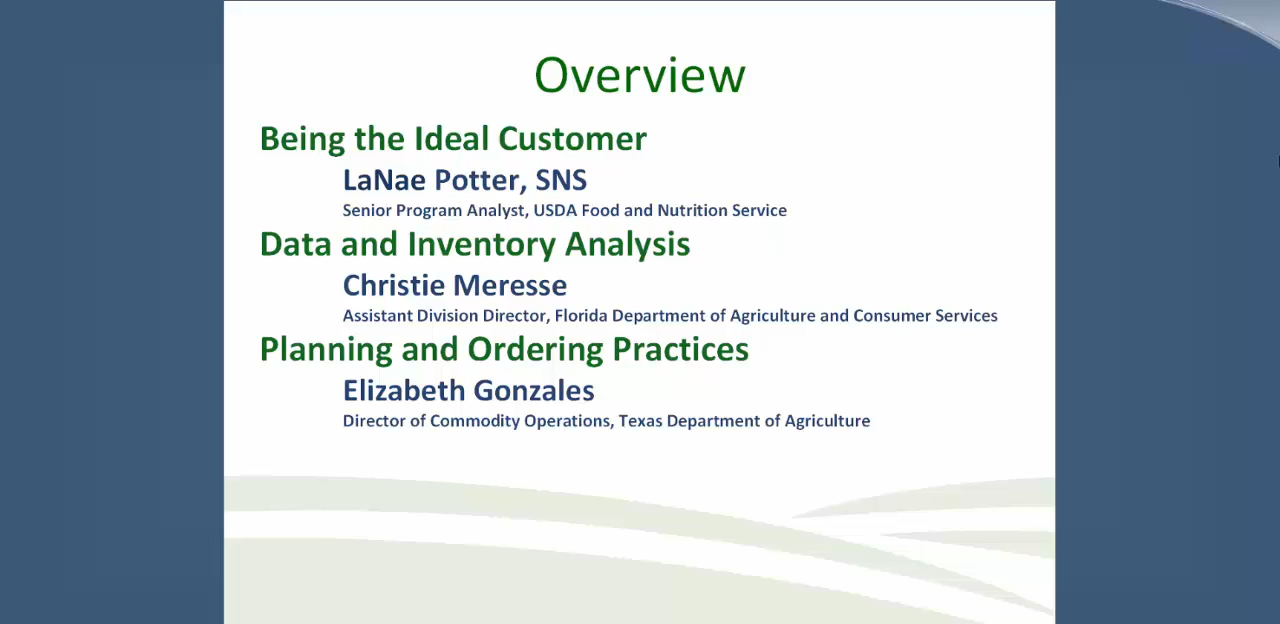 Overview
Being the Ideal Customer
LaNae Potter, SNS
Senior Program Analyst, USDA Food and Nutrition Service
Data and Inventory Analysis
Christie Meresse
Assistant Division Director, Florida Department of Agriculture and Consumer Services
Planning and Ordering Practices
Elizabeth Gonzales
Director of Commodity Operations, Texas Department of Agriculture